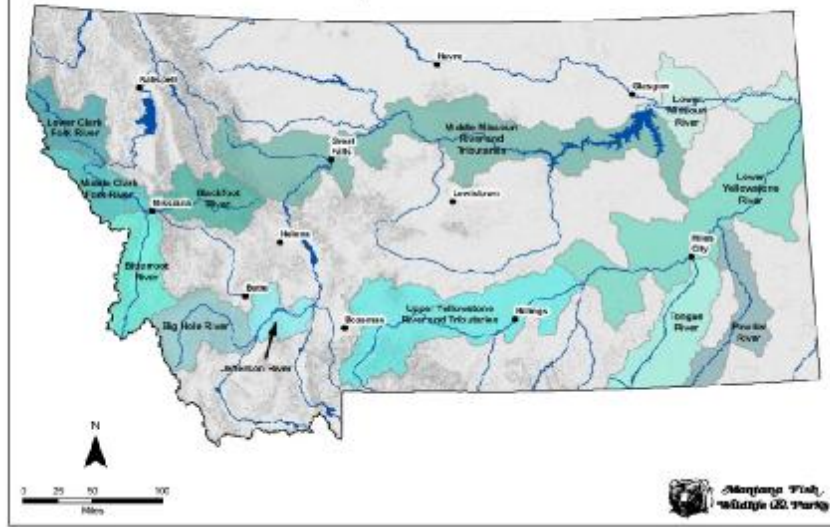 Havre
Kalispell
Glasgow
Lower
Missouri
River
Lower Clark
Fork River
Great
Falls
Middle Missouri
River and
Tributaries
Middle Clark
Fork River
Blackfoot
River
Lower
Yellowstone
River
Missoula
Lewistown
Helena
Miles
City
Bitterroot
River
Butte
Big Hole River
Bozeman
Upper Yellowstone
River and Tributaries
Billings
Tongue
River
Powder
River
Jefferson River
N
0 25 50 100
Miles
Montana Fish,
Wildlife & Parks